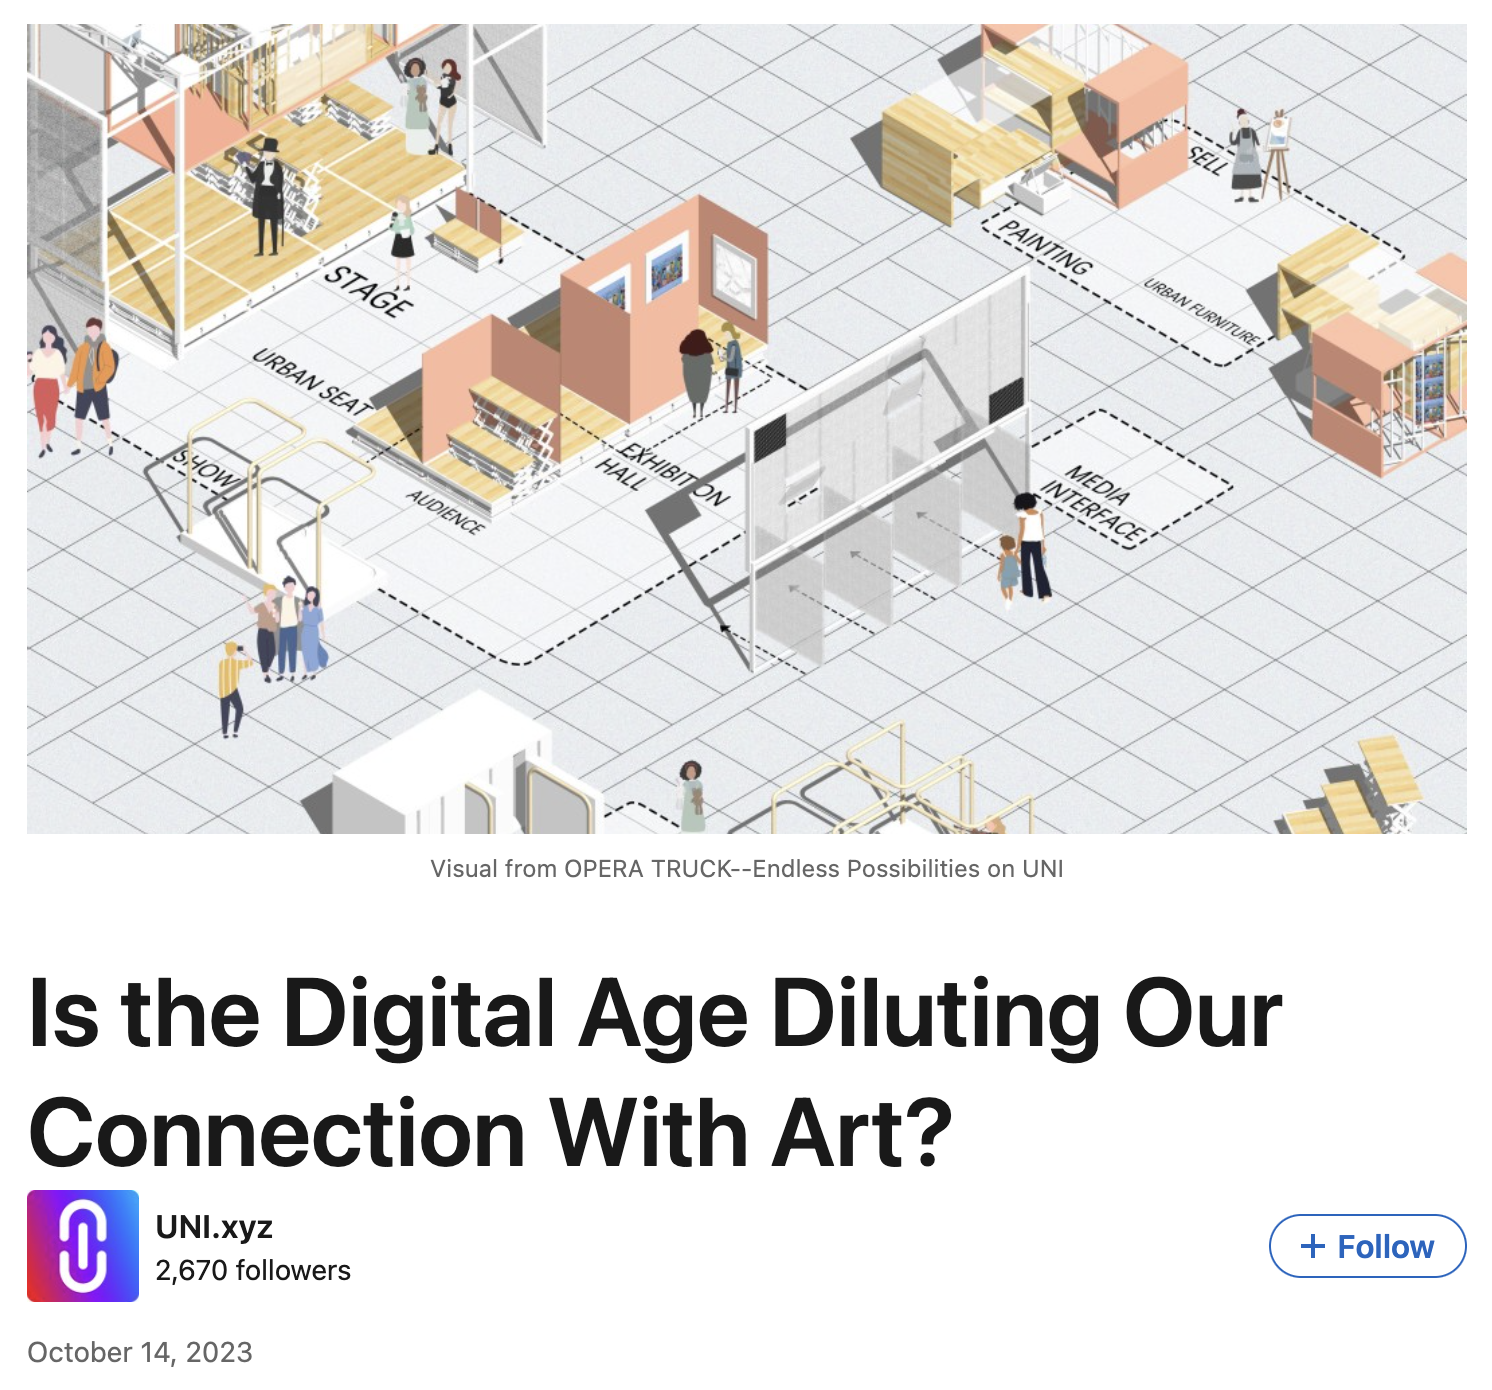 SELL
PAINTING
URBAN FURNITURE
STAGE
URBAN SEAT
SHOW
AUDIENCE
EXHIBITON
HALL
MEDIA
INTERFACE
Visual from OPERA TRUCK--Endless Possibilities on UNI
Is the Digital Age Diluting Our
Connection With Art?
UNI.xyz
2,670 followers
+ Follow
October 14, 2023